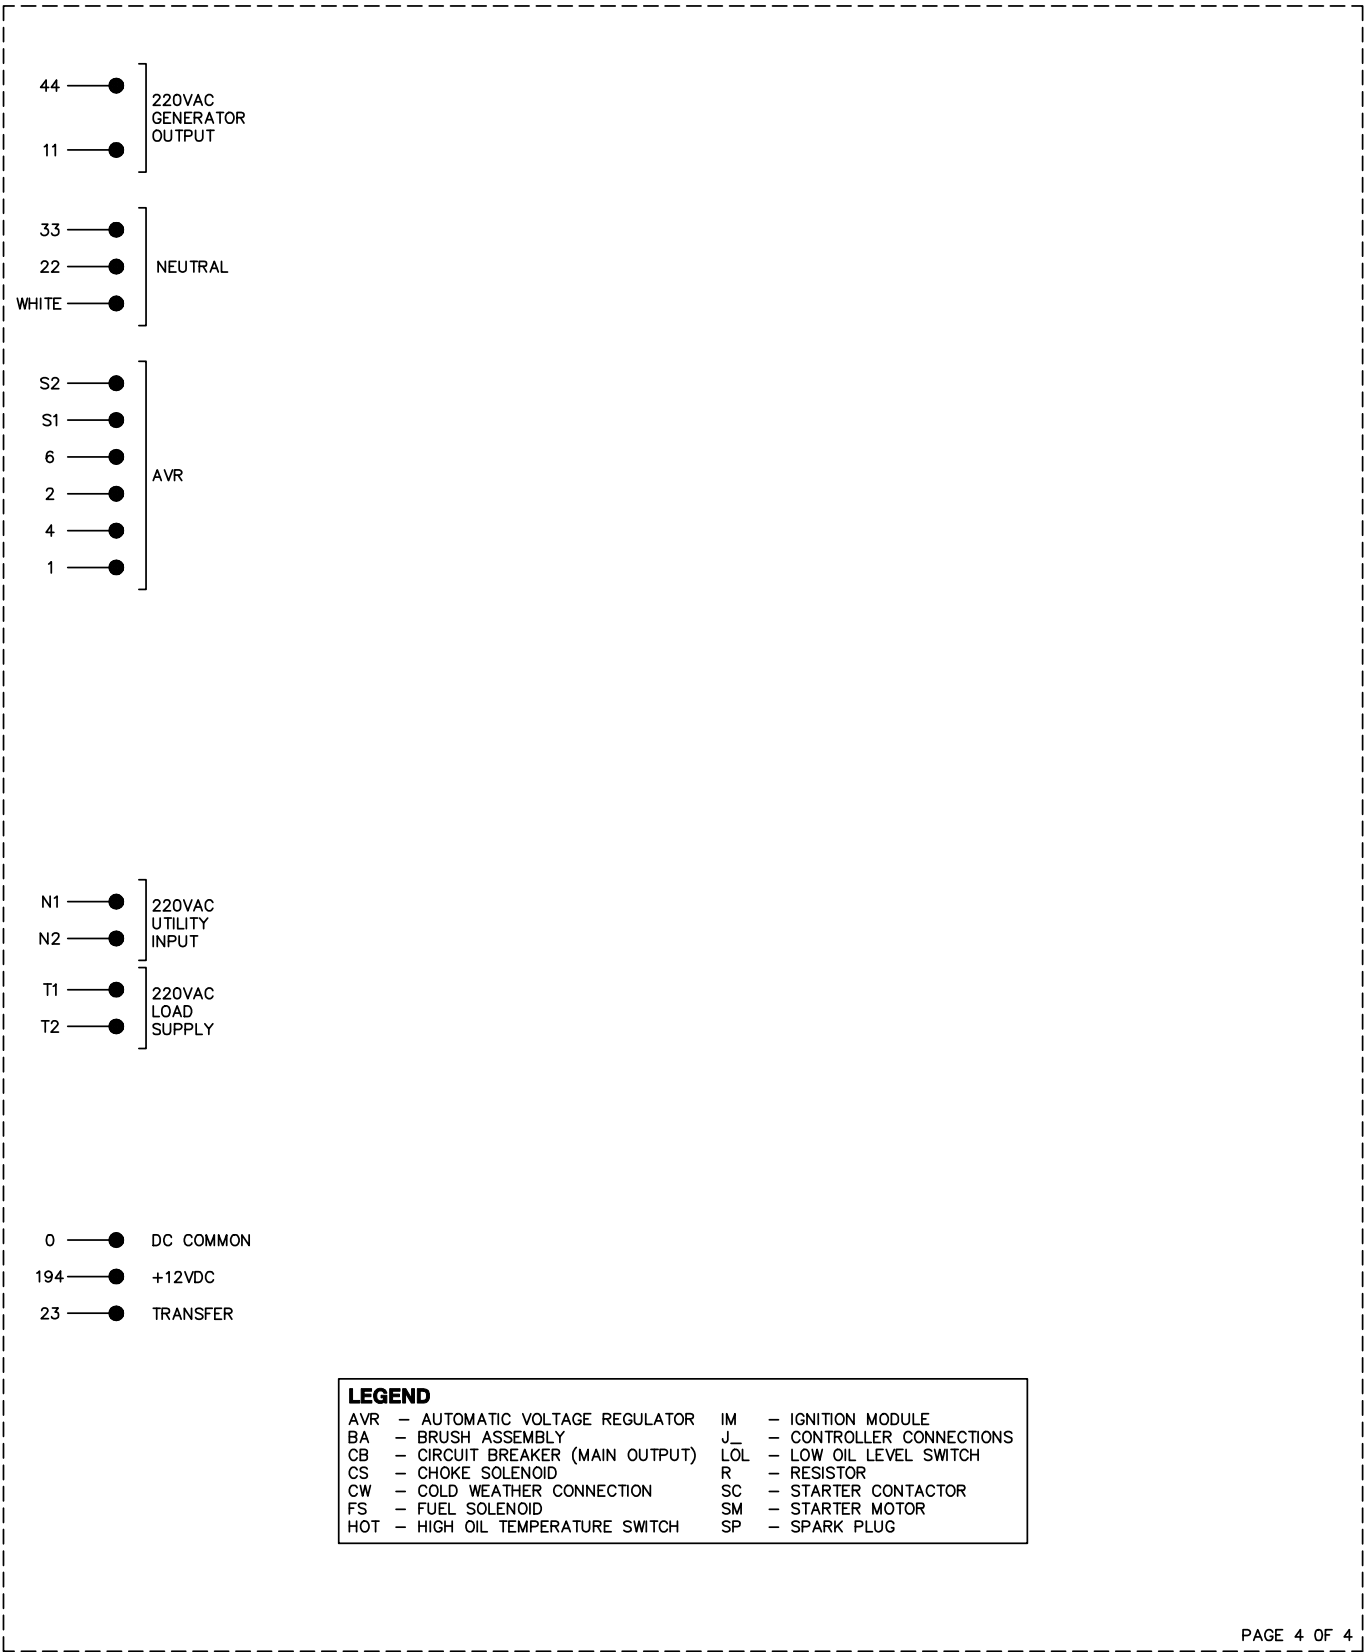 44
220VAC
GENERATOR
OUTPUT
11
33
22
NEUTRAL
WHITE
S2
S1
6
AVR
2
4
1
N1
220VAC
UTILITY
N2
INPUT
T1
220VAC
LOAD
T2
SUPPLY
0 DC COMMON
194 +12VDC
23 TRANSFER
LEGEND
AVR – AUTOMATIC VOLTAGE REGULATOR IM – IGNITION MODULE
BA – BRUSH ASSEMBLY J_ – CONTROLLER CONNECTIONS
CB – CIRCUIT BREAKER (MAIN OUTPUT) LOL – LOW OIL LEVEL SWITCH
CS – CHOKE SOLENOID R – RESISTOR
CW – COLD WEATHER CONNECTION SC – STARTER CONTACTOR
FS – FUEL SOLENOID SM – STARTER MOTOR
HOT – HIGH OIL TEMPERATURE SWITCH SP – SPARK PLUG
PAGE 4 OF 4